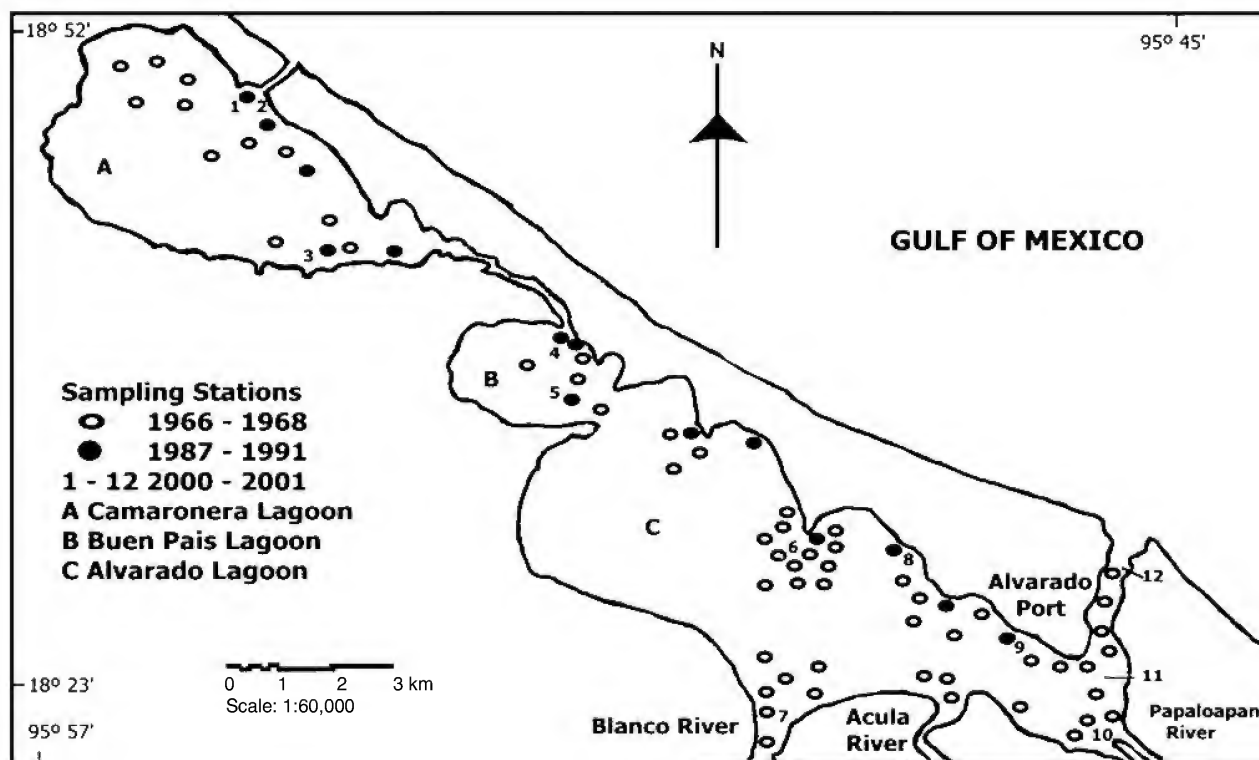 18º 52'
95º 45'
N
1 2
A
GULF OF MEXICO
3
4
B
5
Sampling Stations
1966 - 1968
1987 - 1991
1 - 12 2000 - 2001
A Camaronera Lagoon
B Buen Pais Lagoon
C Alvarado Lagoon
C
6
8
Alvarado
Port
12
9
11
18º 23'
0 1 2 3 km
Scale: 1:60,000
95º 57'
Blanco River
7
Acula
River
10
Papaloapan
River